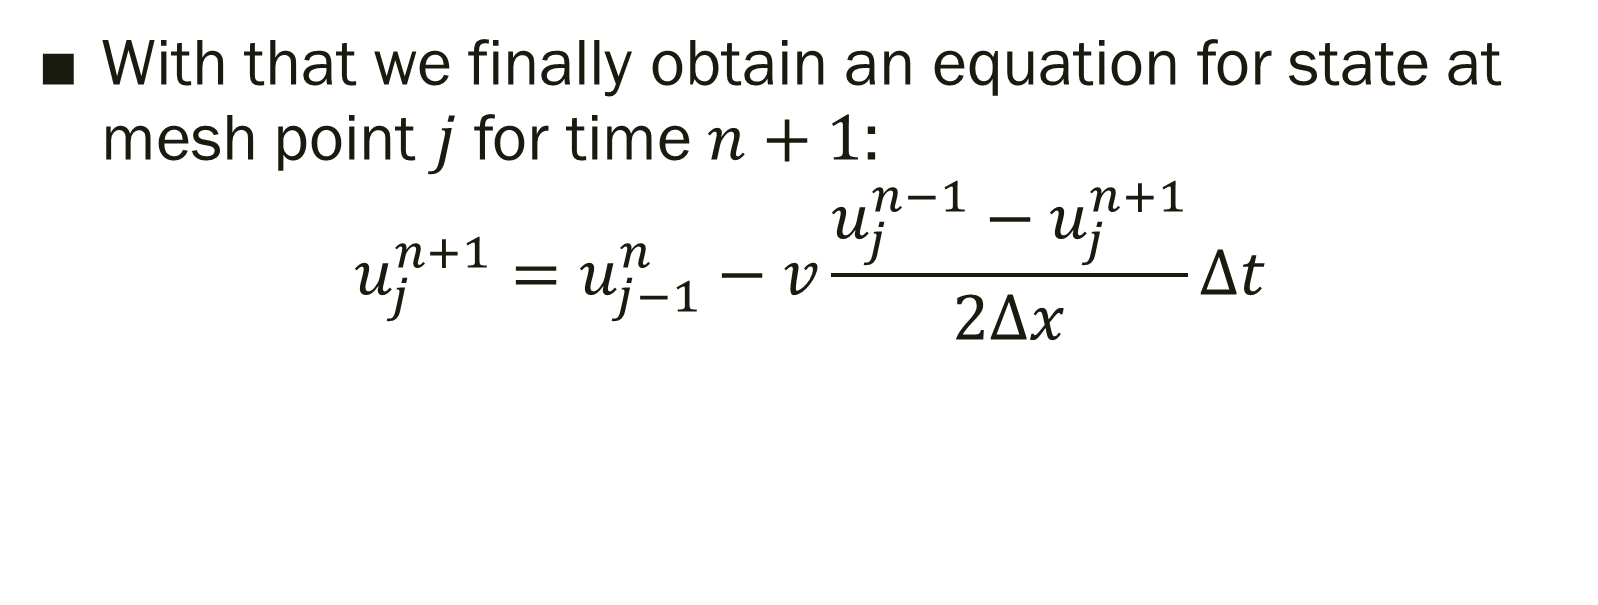 ■ With that we finally obtain an equation for state at
mesh point j for time n + 1:
u_j^{n+1} = u_{j-1}^n − v \frac{u_j^{n-1} − u_j^{n+1}}{2Δx} Δt